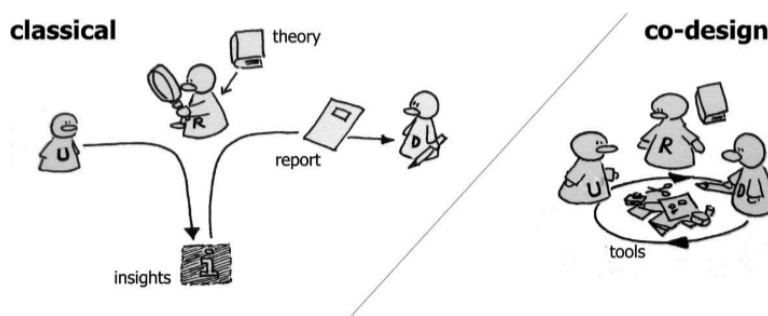 classical
theory
R
U
D
report
i
insights
co-design
R
U
D
tools